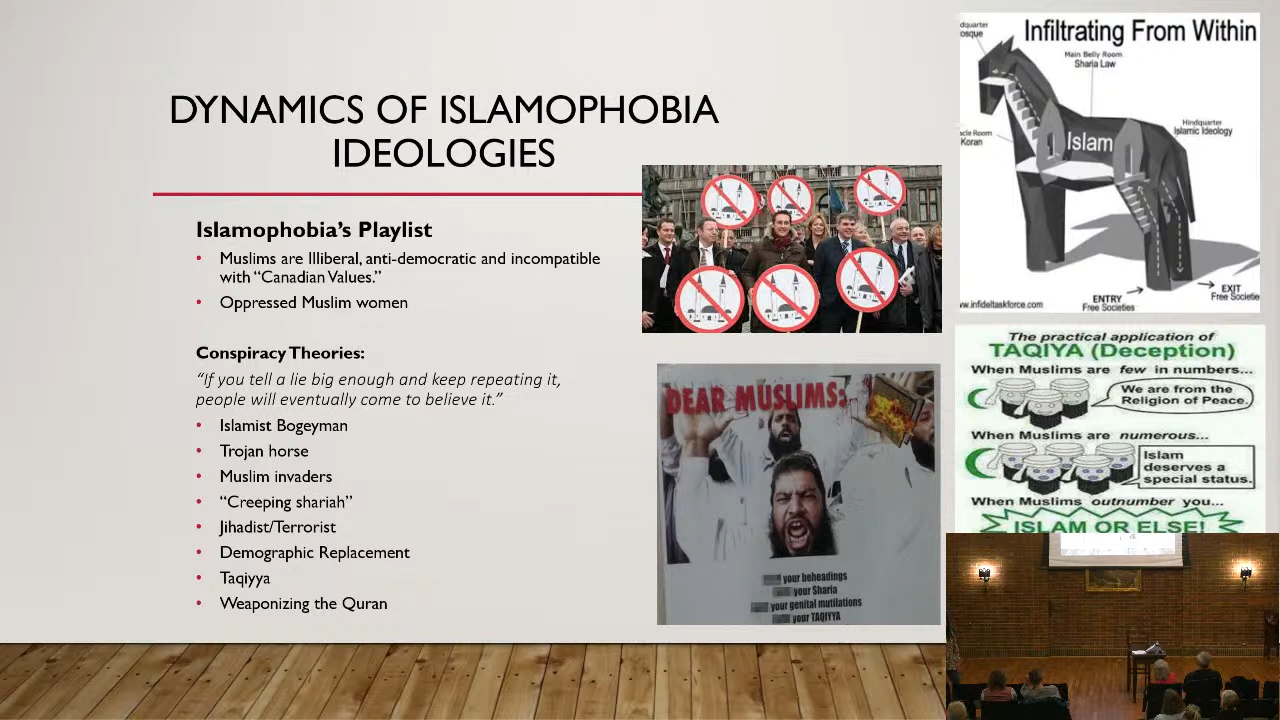 DYNAMICS OF ISLAMOPHOBIA
IDEOLOGIES
Islamophobia’s Playlist
• Muslims are Illiberal, anti-democratic and incompatible
with “Canadian Values.”
• Oppressed Muslim women
Conspiracy Theories:
“If you tell a lie big enough and keep repeating it,
people will eventually come to believe it.”
• Islamist Bogeyman
• Trojan horse
• Muslim invaders
• “Creeping shariah”
• Jihadist/Terrorist
• Demographic Replacement
• Taqiyya
• Weaponizing the Quran
DEAR MUSLIMS:
your beheadings
your Sharia
your genital mutilations
your TAQIYYA
Infiltrating From Within
Main Belly Room
Sharia Law
Hindquarter
Islamic Ideology
Room
Koran
Islam
ENTRY
Free Societies
EXIT
Free Societie
w.infideltaskforce.com
The practical application of
TAQIYA (Deception)
When Muslims are few in numbers...
We are from the
Religion of Peace.
When Muslims are numerous...
Islam
deserves a
special status.
When Muslims outnumber you...
ISLAM OR ELSE!